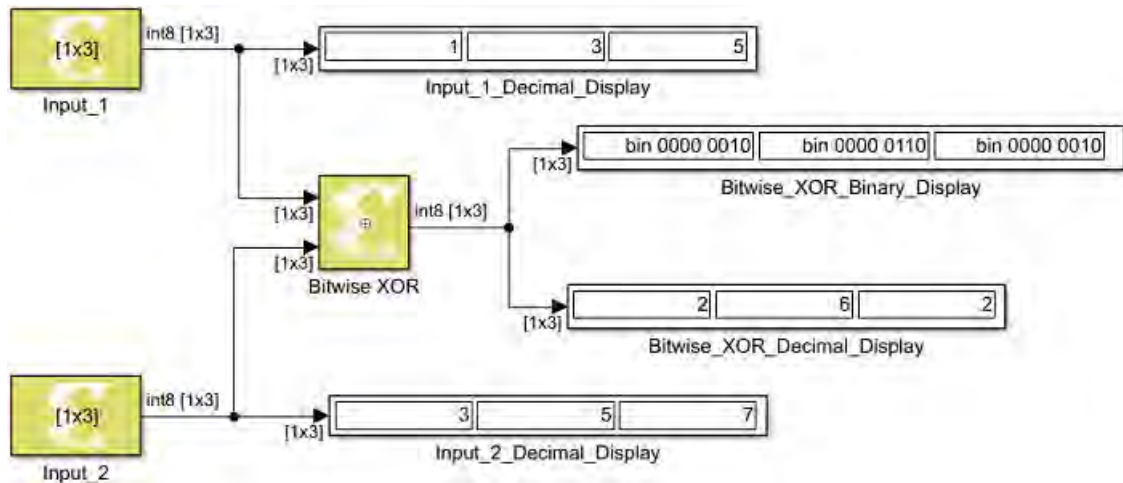 [1x3]
int8 [1x3]
[1x3]
Input_1
1 3 5
Input_1_Decimal_Display
bin 0000 0010 bin 0000 0110 bin 0000 0010
[1x3]
Bitwise_XOR_Binary_Display
[1x3]
[1x3]
Bitwise XOR
int8 [1x3]
2 6 2
[1x3]
Bitwise_XOR_Decimal_Display
[1x3]
int8 [1x3]
[1x3]
Input_2
3 5 7
Input_2_Decimal_Display